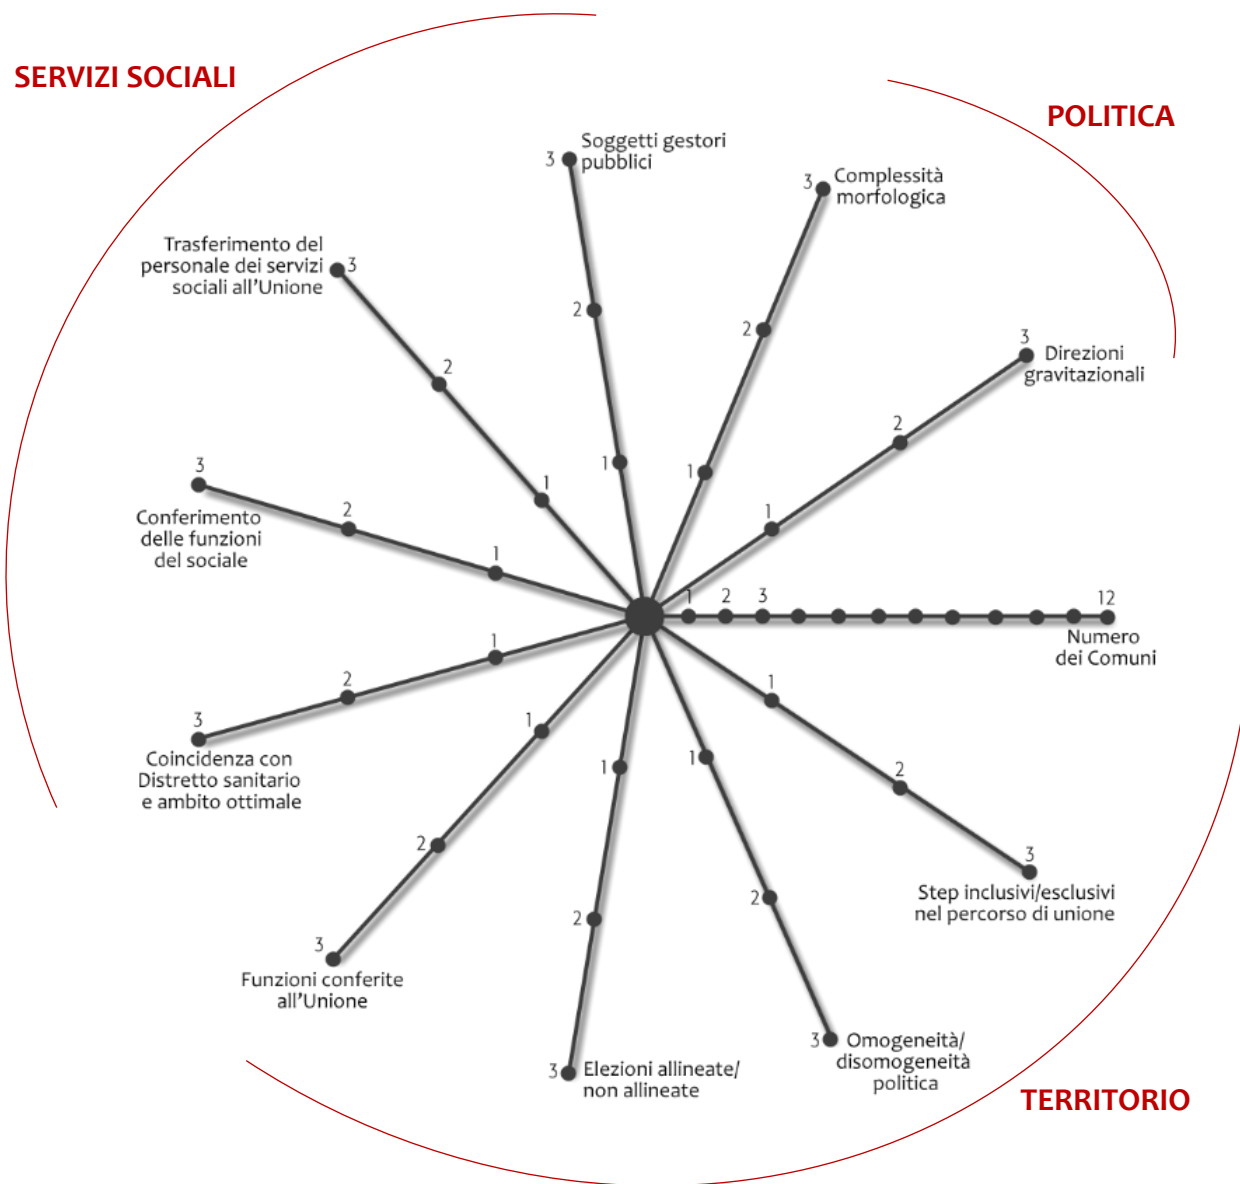 SERVIZI SOCIALI
POLITICA
Soggetti gestori
pubblici
3
2
1
Complessità
morfologica
3
2
1
Trasferimento del
personale dei servizi
sociali all'Unione
3
2
1
Direzioni
gravitazionali
3
2
1
Conferimento
delle funzioni
del sociale
3
2
1
1
2
3
12
Numero
dei Comuni
Coincidenza con
Distretto sanitario
e ambito ottimale
3
2
1
Step inclusivi/esclusivi
nel percorso di unione
1
2
3
Funzioni conferite
all'Unione
1
2
3
Elezioni allineate/
non allineate
1
2
3
Omogeneità/
disomogeneità
politica
1
2
3
TERRITORIO